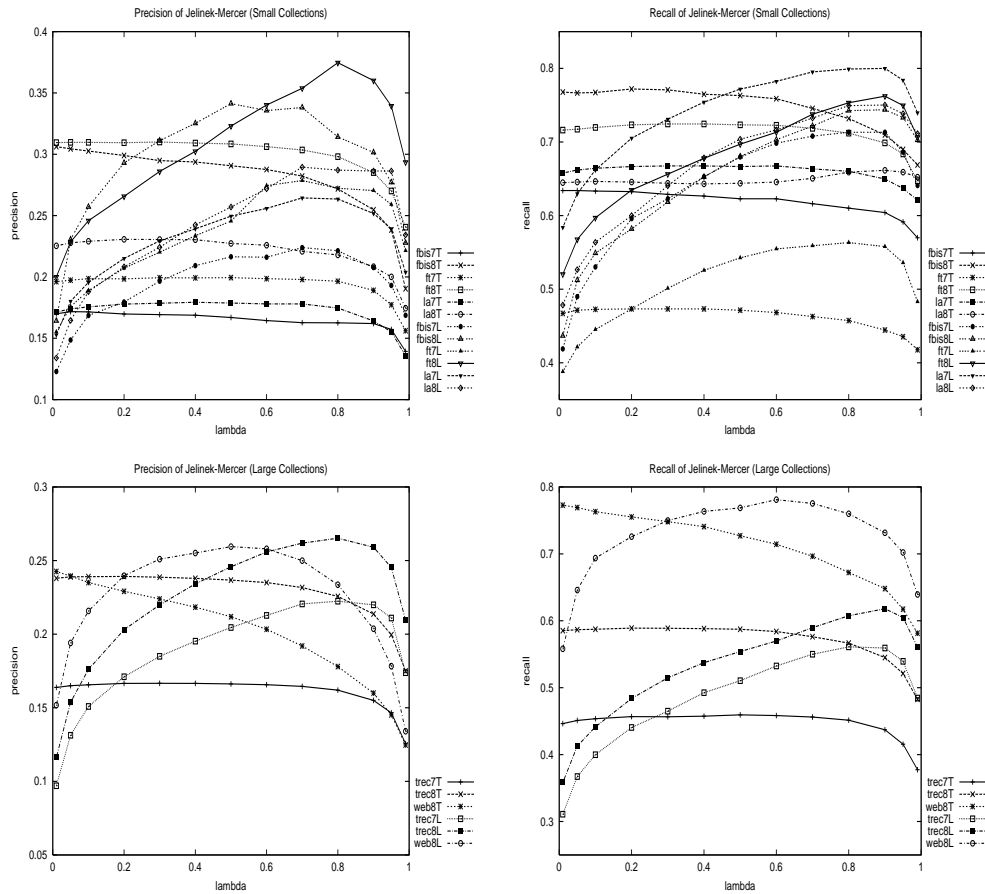 Precision of Jelinek-Mercer (Small Collections)
0.4
0.3
0.2
0.1
precision
0
0.2
0.4
0.6
0.8
1
lambda
fbis7T
fbis8T
ft7T
ft8T
la7T
la8T
fbis7L
fbis8L
ft7L
ft8L
la7L
la8L
Recall of Jelinek-Mercer (Small Collections)
0.8
0.7
0.6
0.5
0.4
recall
0
0.2
0.4
0.6
0.8
1
lambda
fbis7T
fbis8T
ft7T
ft8T
la7T
la8T
fbis7L
fbis8L
ft7L
ft8L
la7L
la8L
Precision of Jelinek-Mercer (Large Collections)
0.3
0.25
0.2
0.15
0.1
0.05
precision
0
0.2
0.4
0.6
0.8
1
lambda
trec7T
trec8T
web8T
trec7L
trec8L
web8L
Recall of Jelinek-Mercer (Large Collections)
0.8
0.7
0.6
0.5
0.4
0.3
recall
0
0.2
0.4
0.6
0.8
1
lambda
trec7T
trec8T
web8T
trec7L
trec8L
web8L